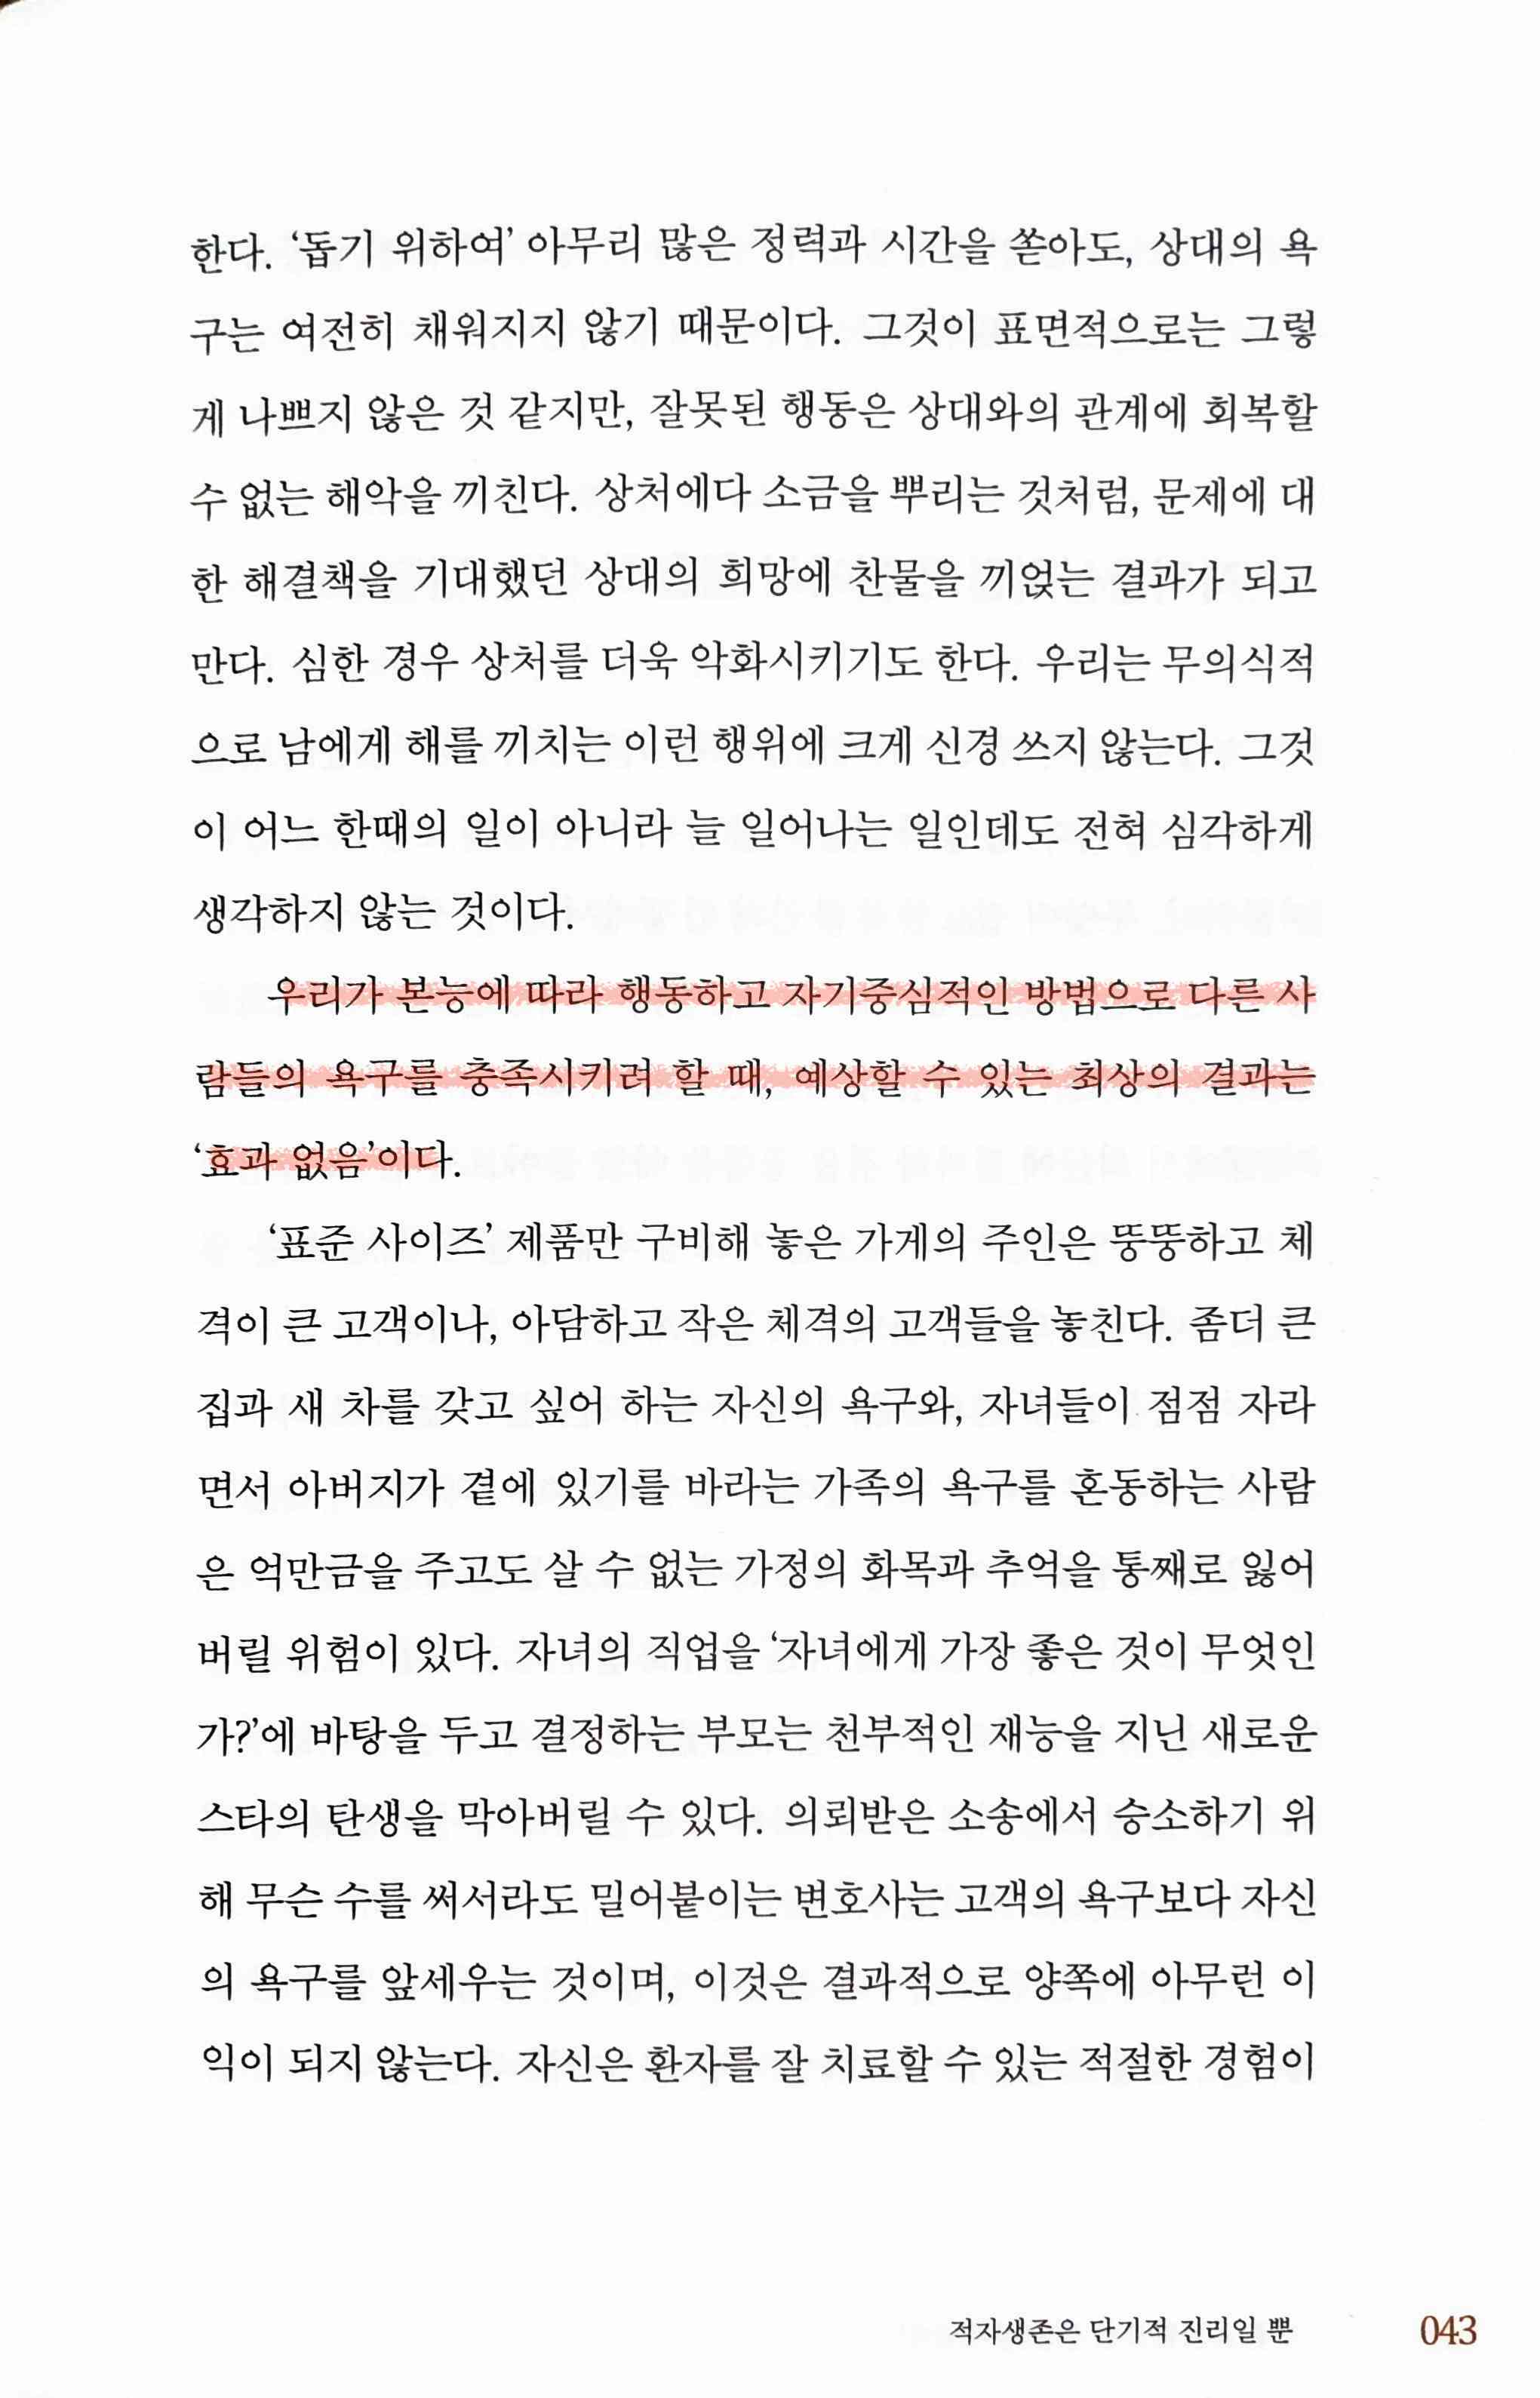 한다. ‘돕기 위하여’ 아무리 많은 정력과 시간을 쏟아도, 상대의 욕
구는 여전히 채워지지 않기 때문이다. 그것이 표면적으로는 그렇
게 나쁘지 않은 것 같지만, 잘못된 행동은 상대와의 관계에 회복할
수 없는 해악을 끼친다. 상처에다 소금을 뿌리는 것처럼, 문제에 대
한 해결책을 기대했던 상대의 희망에 찬물을 끼얹는 결과가 되고
만다. 심한 경우 상처를 더욱 악화시키기도 한다. 우리는 무의식적
으로 남에게 해를 끼치는 이런 행위에 크게 신경 쓰지 않는다. 그것
이 어느 한때의 일이 아니라 늘 일어나는 일인데도 전혀 심각하게
생각하지 않는 것이다.
우리가 본능에 따라 행동하고 자기중심적인 방법으로 다른 사
람들의 욕구를 충족시키려 할 때, 예상할 수 있는 최상의 결과는
‘효과 없음’이다.
‘표준 사이즈’ 제품만 구비해 놓은 가게의 주인은 뚱뚱하고 체
격이 큰 고객이나, 아담하고 작은 체격의 고객들을 놓친다. 좀더 큰
집과 새 차를 갖고 싶어 하는 자신의 욕구와, 자녀들이 점점 자라
면서 아버지가 곁에 있기를 바라는 가족의 욕구를 혼동하는 사람
은 억만금을 주고도 살 수 없는 가정의 화목과 추억을 통째로 잃어
버릴 위험이 있다. 자녀의 직업을 ‘자녀에게 가장 좋은 것이 무엇인
가?’에 바탕을 두고 결정하는 부모는 천부적인 재능을 지닌 새로운
스타의 탄생을 막아버릴 수 있다. 의뢰받은 소송에서 승소하기 위
해 무슨 수를 써서라도 밀어붙이는 변호사는 고객의 욕구보다 자신
의 욕구를 앞세우는 것이며, 이것은 결과적으로 양쪽에 아무런 이
익이 되지 않는다. 자신은 환자를 잘 치료할 수 있는 적절한 경험이
적자생존은 단기적 진리일 뿐 043